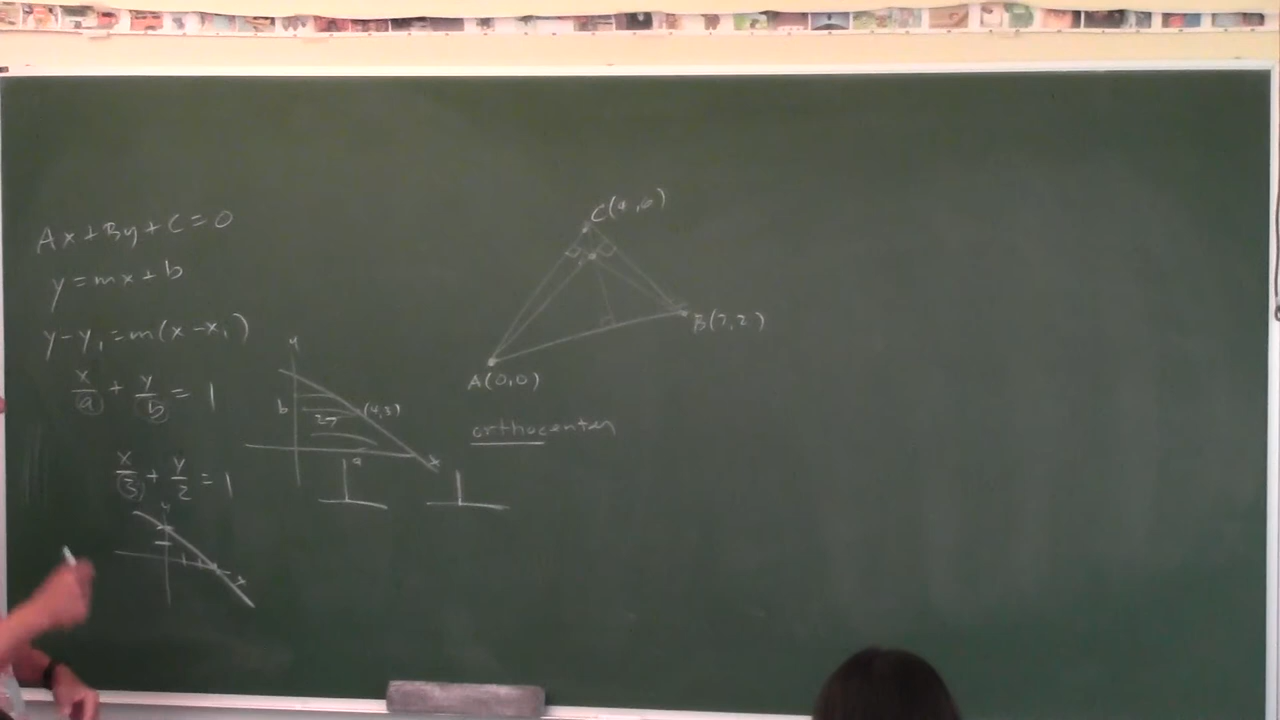 Ax + By + C = 0
y = mx + b
y - y₁ = m(x - x₁)
x/a + y/b = 1
x/3 + y/2 = 1
y
x
y
b
27
(4,3)
a
x
C(4,6)
B(7,2)
A(0,0)
orthocenter